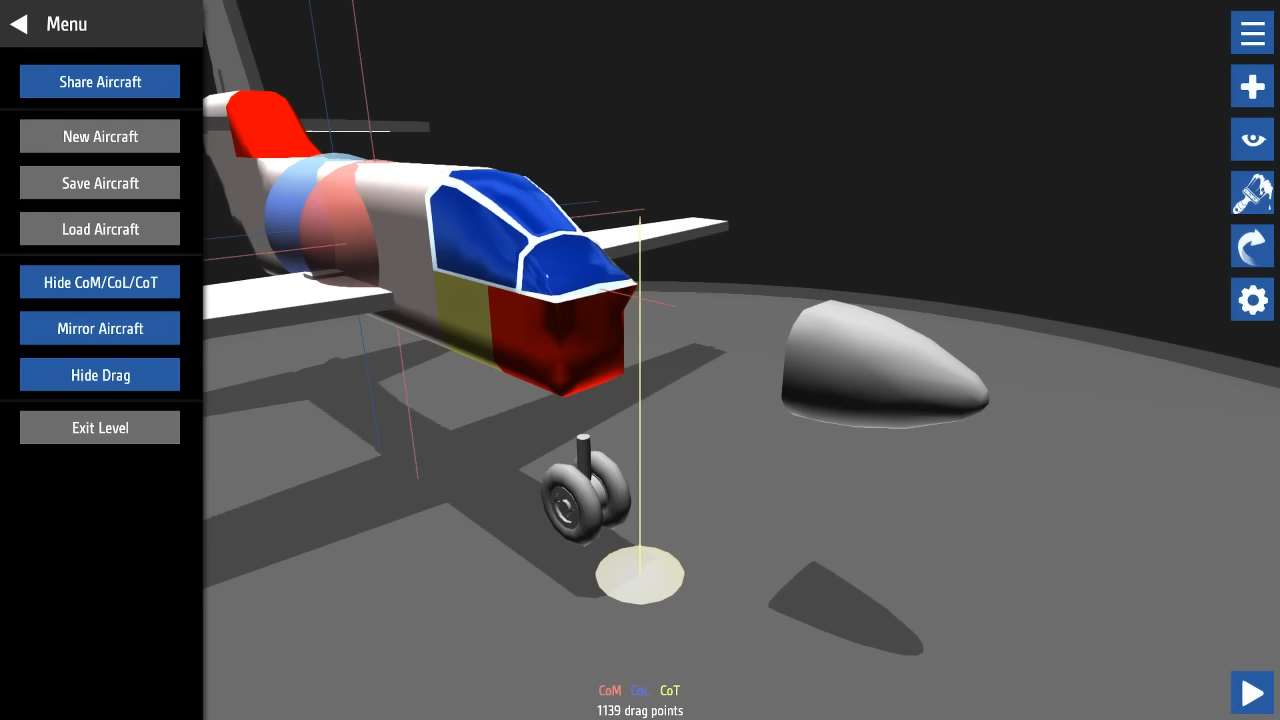 Menu
Share Aircraft
New Aircraft
Save Aircraft
Load Aircraft
Hide CoM/CoL/CoT
Mirror Aircraft
Hide Drag
Exit Level
CoM CoL CoT
1139 drag points